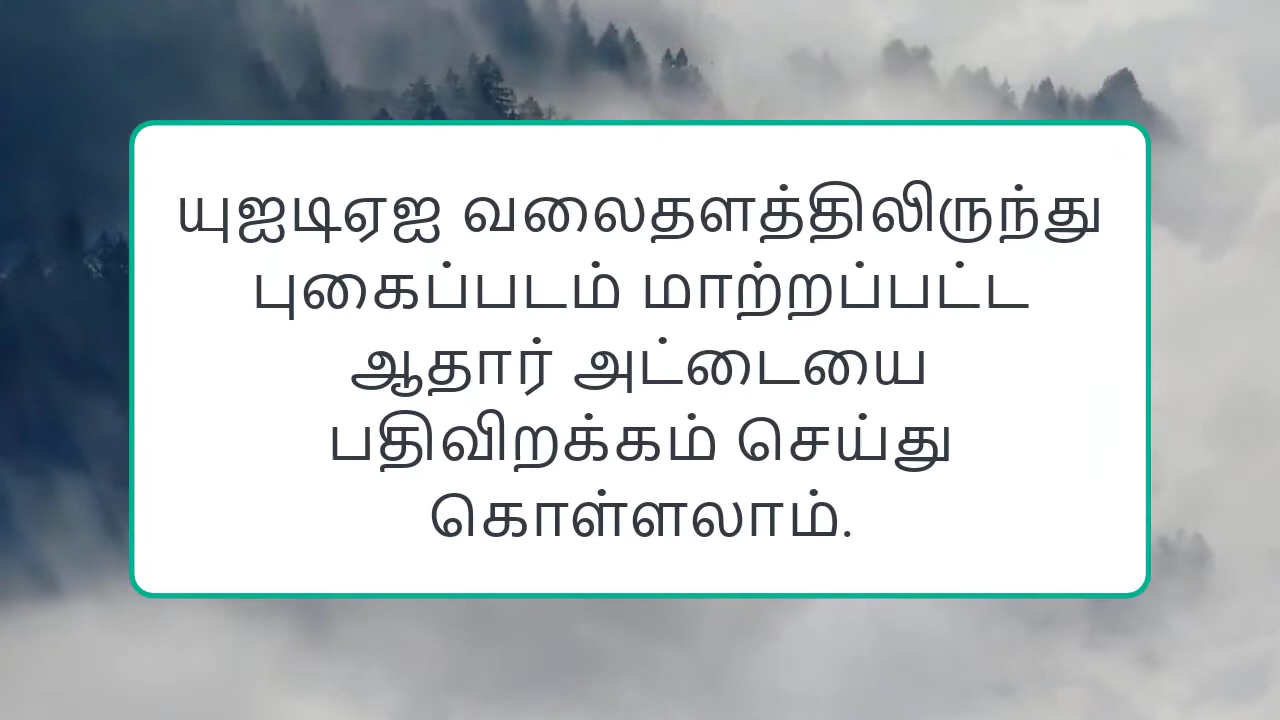 யுஐடிஏஐ வலைதளத்திலிருந்து
புகைப்படம் மாற்றப்பட்ட
ஆதார் அட்டையை
பதிவிறக்கம் செய்து
கொள்ளலாம்.